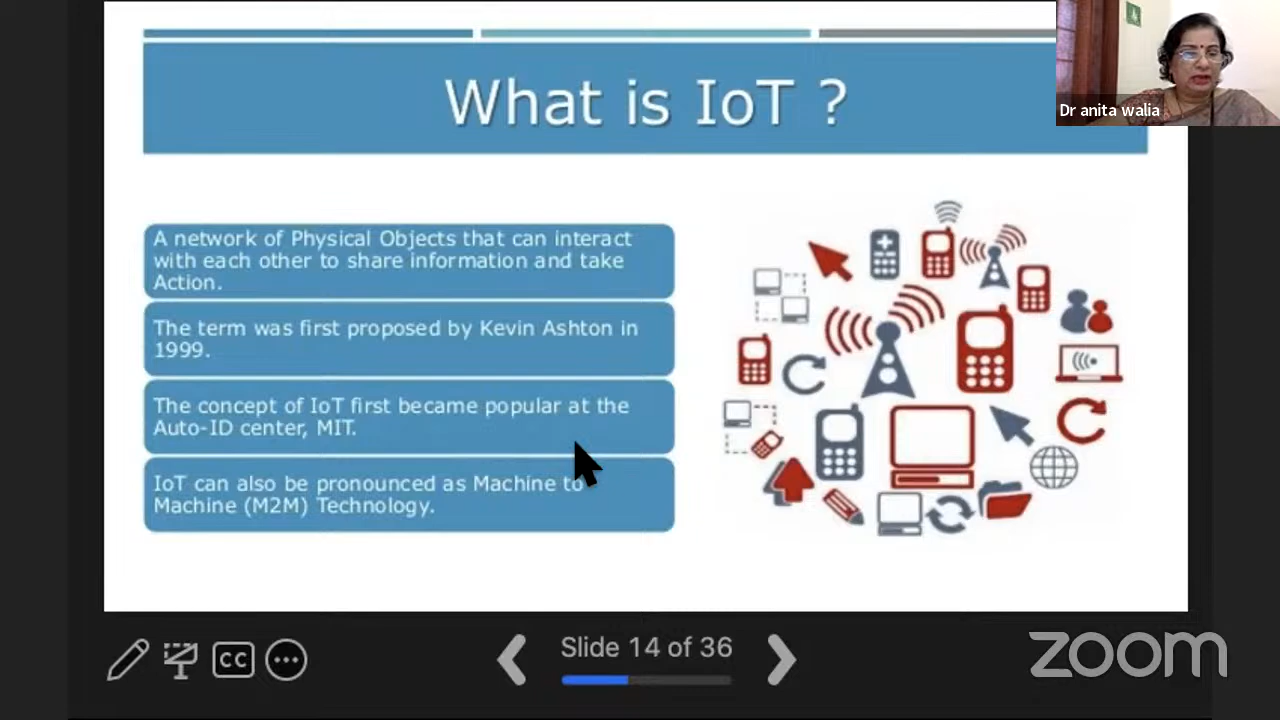 What is IoT ?
Dr anita walia
A network of Physical Objects that can interact
with each other to share information and take
Action.
The term was first proposed by Kevin Ashton in
1999.
The concept of IoT first became popular at the
Auto-ID center, MIT.
IoT can also be pronounced as Machine to
Machine (M2M) Technology.
CC
Slide 14 of 36
zoom